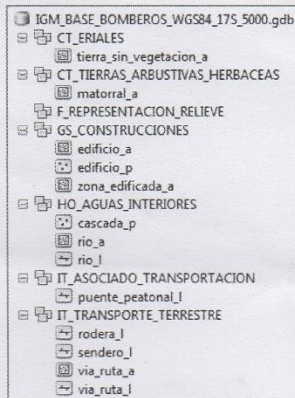 IGM_BASE_BOMBEROS_WGS84_17S_5000.gdb
CT_ERIALES
tierra_sin_vegetacion_a
CT_TIERRAS_ARBUSTIVAS_HERBACEAS
matorral_a
F_REPRESENTACION_RELIEVE
GS_CONSTRUCCIONES
edificio_a
edificio_p
zona_edificada_a
HO_AGUAS_INTERIORES
cascada_p
rio_a
rio_l
IT_ASOCIADO_TRANSPORTACION
puente_peatonal_l
IT_TRANSPORTE_TERRESTRE
rodera_l
sendero_l
via_ruta_a
via_ruta_l